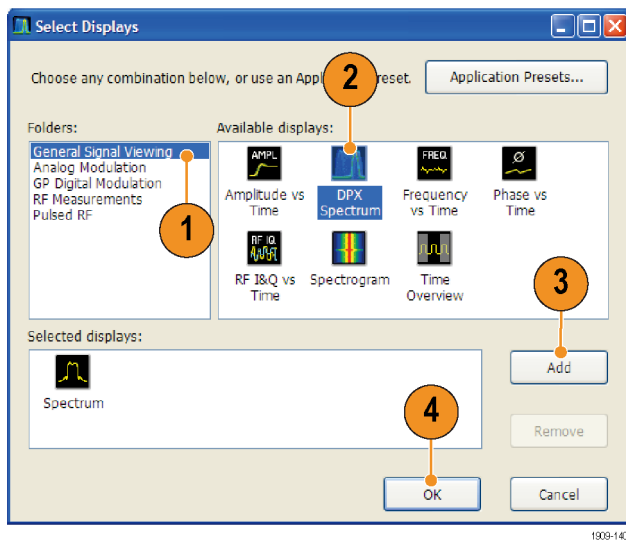 Select Displays
Choose any combination below, or use an App reset.
2
Application Presets...
Folders:
General Signal Viewing
Analog Modulation
GP Digital Modulation
RF Measurements
Pulsed RF
1
Available displays:
AMPL
Amplitude vs
Time
DPX
Spectrum
FREQ.
Frequency
vs Time
Ø
Phase vs
Time
RF IQ
RF I&Q vs
Time
Spectrogram
Time
Overview
3
Selected displays:
Spectrum
Add
4
Remove
OK
Cancel
1909-140